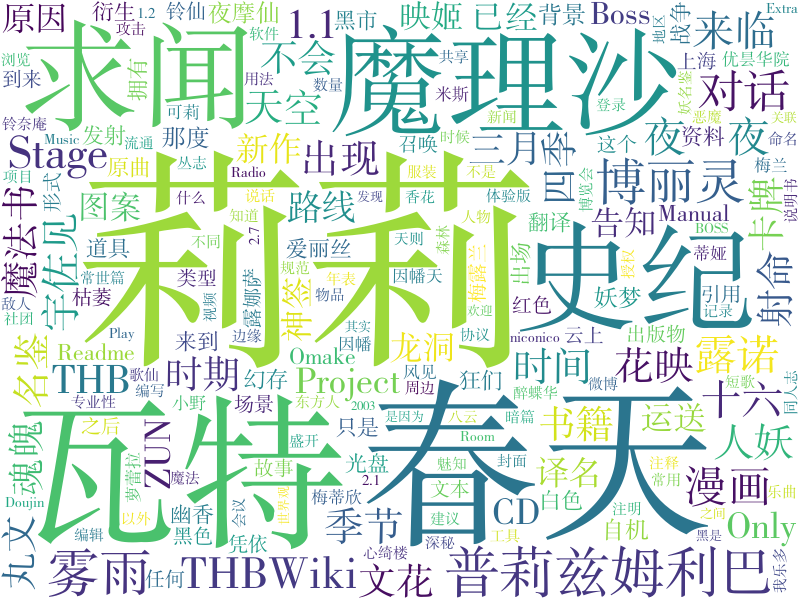 原因
衍生
1.2
铃仙
夜摩仙
黑市
映姬
已经
背景
Boss
战争
Extra
攻击
软件
地区
来临
浏览
到来
求闻
拥有
不会
1.1
用法
共享
魔理沙
上海
优昙华院
妖名鉴
可莉
天空
数量
米斯
登录
对话
铃奈庵
Music
流通
发射
那度
新作
召唤
新闻
时候
三月
四季
这个
夜夜
资料
恶魔
命名
关联
Stage
丛志
原曲
出现
Radio
服装
不是
博丽灵
梅兰
项目
形式
图案
什么
说话
发现
香花
体验版
博览会
卡牌
说明书
魔法书
宇佐见
莉莉
知道
路线
人物
森林
翻译
告知
Manual
BOSS
道具
不同
2.7
爱丽丝
天则
出场
史纪
蒂娅
射命
常世篇
类型
神签
规范
年表
因幡天
梅露兰
妖梦
授权
引用
敌人
枯萎
视频
露娜萨
物品
欢迎
红色
记录
社团
名鉴
来到
边缘
其实
因幡
协议
龙洞
niconico
云上
出版物
Readme
Play
Omake
THB
歌仙
时期
幻存
Project
风见
周边
狂们
时间
花映
露诺
专业性
编写
小野
场景
东方人
2003
醉蝶华
微博
短歌
十六
司人志
魂魄
ZUN
之后
瓦特
只是
是因为
八云
暗篇
春天
书籍
运送
人妖
萝蕾拉
魔法
盛开
Room
光盘
故事
魅知
封面
译名
注释
常用
漫画
乐曲
Doujin
丸文
2.1
梅蒂欣
文本
白色
注明
之间
编辑
以外
幽香
会议
世界观
季节
CD
建议
自机
Only
黑色
凭依
工具
黑是
雾雨
任何
THBWiki
心绮楼
文花
深秘
普莉兹姆利巴
我乐多